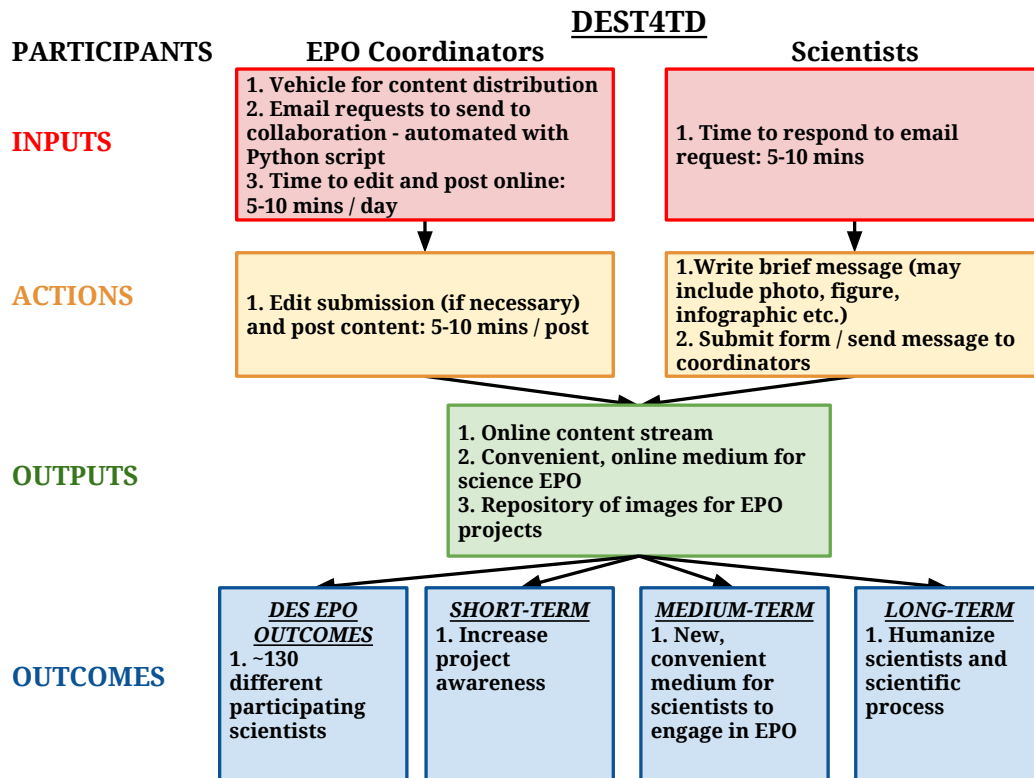 DEST4TD
PARTICIPANTS
EPO Coordinators
Scientists
INPUTS
1. Vehicle for content distribution
2. Email requests to send to
collaboration - automated with
Python script
3. Time to edit and post online:
5-10 mins / day
1. Time to respond to email
request: 5-10 mins
ACTIONS
1. Edit submission (if necessary)
and post content: 5-10 mins / post
1.Write brief message (may
include photo, figure,
infographic etc.)
2. Submit form / send message to
coordinators
OUTPUTS
1. Online content stream
2. Convenient, online medium for
science EPO
3. Repository of images for EPO
projects
OUTCOMES
DES EPO
OUTCOMES
1. ~130
different
participating
scientists
SHORT-TERM
1. Increase
project
awareness
MEDIUM-TERM
1. New,
convenient
medium for
scientists to
engage in EPO
LONG-TERM
1. Humanize
scientists and
scientific
process